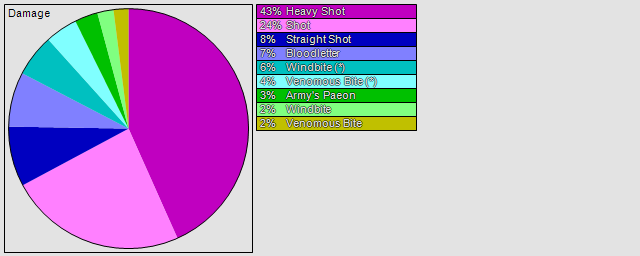 Damage
43% Heavy Shot
24% Shot
8% Straight Shot
7% Bloodletter
6% Windbite (*)
4% Venomous Bite (*)
3% Army's Paeon
2% Windbite
2% Venomous Bite